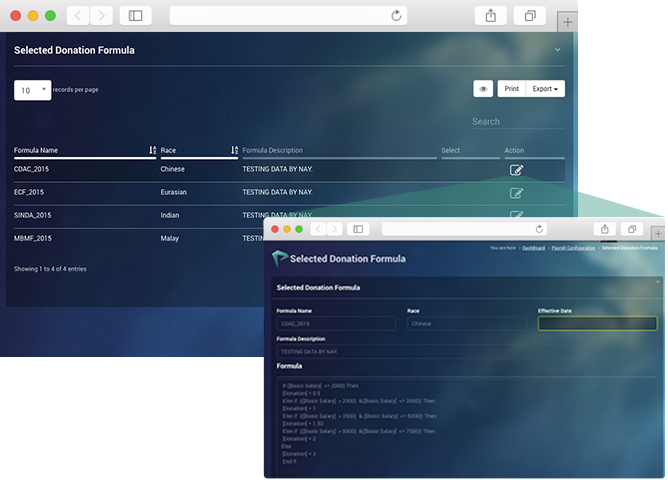 Selected Donation Formula
10 records per page
Print Export
Search
Formula Name Race Formula Description Select Action
CDAC_2015 Chinese TESTING DATA BY NAY.
ECF_2015 Eurasian TESTING DATA BY NAY.
SINDA_2015 Indian TESTING DATA BY NAY.
MBMF_2015 Malay
Showing 1 to 4 of 4 entries
You are here: Dashboard Payroll Configuration Selected Donation Formula
Selected Donation Formula
Selected Donation Formula
Formula Name Race Effective Date
CDAC_2015 Chinese
Formula Description
TESTING DATA BY NAY
Formula
If ([Basic Salary] <= 2000) Then
[Donation] = 0.5
Else if ([Basic Salary] > 2000) &([Basic Salary] <= 3500)) Then
[Donation] = 1
Else if ([Basic Salary] > 3500) & ([Basic Salary] <= 5000)) Then
[Donation] = 1.50
Else if ([Basic Salary] > 5000) &([Basic Salary] <= 7500)) Then
[Donation] = 2
Else
[Donation] = 3
End if